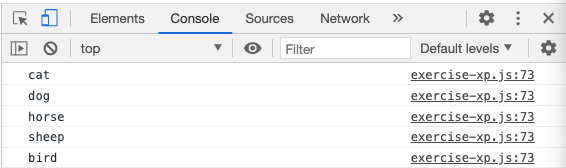 Elements Console Sources Network »
top ▼ Filter Default levels ▼
cat exercise-xp.js:73
dog exercise-xp.js:73
horse exercise-xp.js:73
sheep exercise-xp.js:73
bird exercise-xp.js:73